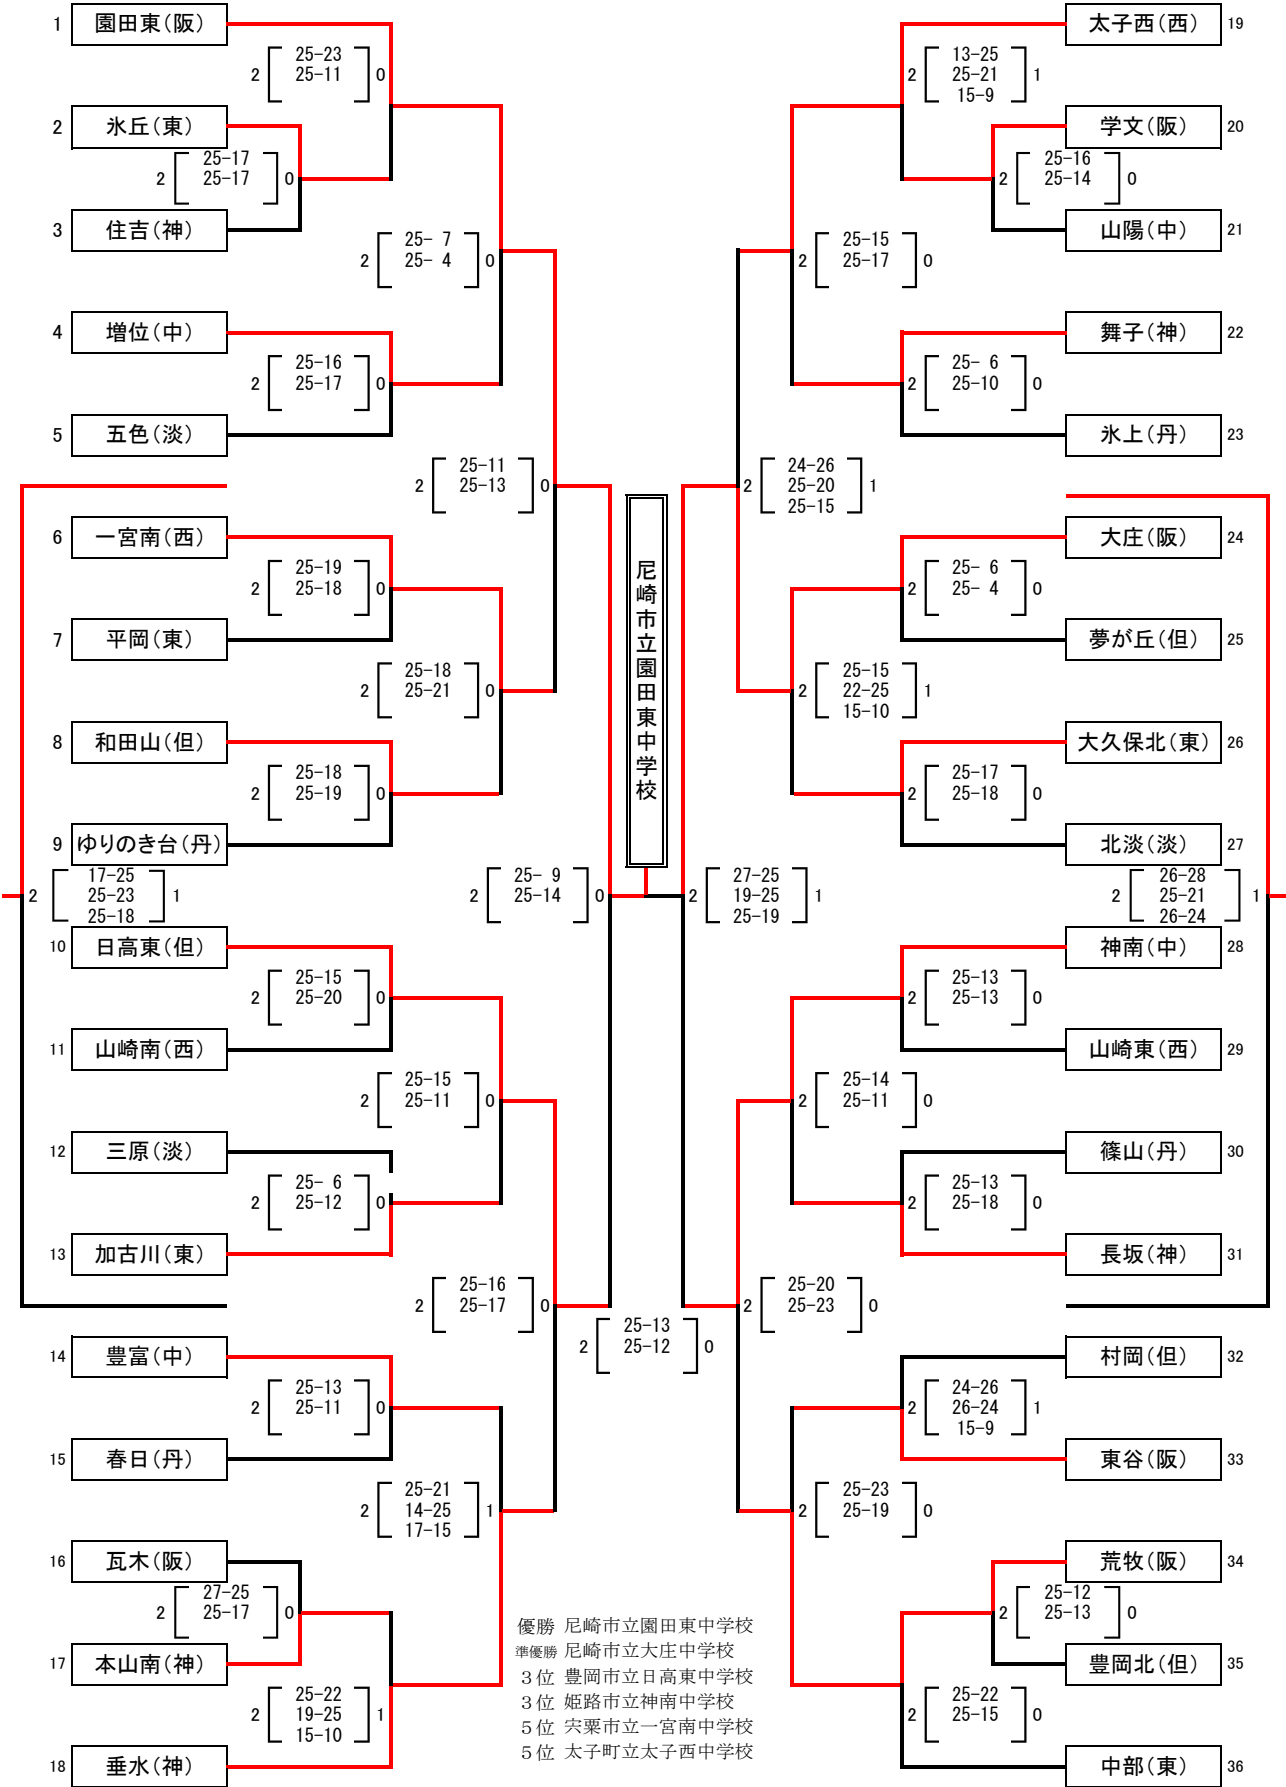 1 園田東(阪)
2 25-23 0
25-11
2 氷丘(東)
2 25-17 0
25-17
3 住吉(神)
2 25- 7 0
25- 4
4 増位(中)
2 25-16 0
25-17
5 五色(淡)
2 25-11 0
25-13
6 一宮南(西)
2 25-19 0
25-18
7 平岡(東)
2 25-18 0
25-21
8 和田山(但)
2 25-18 0
25-19
9 ゆりのき台(丹)
2 17-25 1
25-23
25-18
2 25- 9 0
25-14
10 日高東(但)
2 25-15 0
25-20
11 山崎南(西)
2 25-15 0
25-11
12 三原(淡)
2 25- 6 0
25-12
13 加古川(東)
2 25-16 0
25-17
14 豊富(中)
2 25-13 0
25-11
15 春日(丹)
2 25-21 1
14-25
17-15
16 瓦木(阪)
2 27-25 0
25-17
17 本山南(神)
2 25-22 1
19-25
15-10
18 垂水(神)
尼崎市立園田東中学校
2 25-13 0
25-12
太子西(西) 19
2 13-25 1
25-21
15-9
学文(阪) 20
2 25-16 0
25-14
山陽(中) 21
2 25-15 0
25-17
舞子(神) 22
2 25- 6 0
25-10
氷上(丹) 23
2 24-26 1
25-20
25-15
大庄(阪) 24
2 25- 6 0
25- 4
夢が丘(但) 25
2 25-15 1
22-25
15-10
大久保北(東) 26
2 25-17 0
25-18
北淡(淡) 27
2 27-25 1
19-25
25-19
2 26-28 1
25-21
26-24
神南(中) 28
2 25-13 0
25-13
山崎東(西) 29
2 25-14 0
25-11
篠山(丹) 30
2 25-13 0
25-18
長坂(神) 31
2 25-20 0
25-23
村岡(但) 32
2 24-26 1
26-24
15-9
東谷(阪) 33
2 25-23 0
25-19
荒牧(阪) 34
2 25-12 0
25-13
豊岡北(但) 35
2 25-22 0
25-15
中部(東) 36
優勝 尼崎市立園田東中学校
準優勝 尼崎市立大庄中学校
3位 豊岡市立日高東中学校
3位 姫路市立神南中学校
5位 宍粟市立一宮南中学校
5位 太子町立太子西中学校